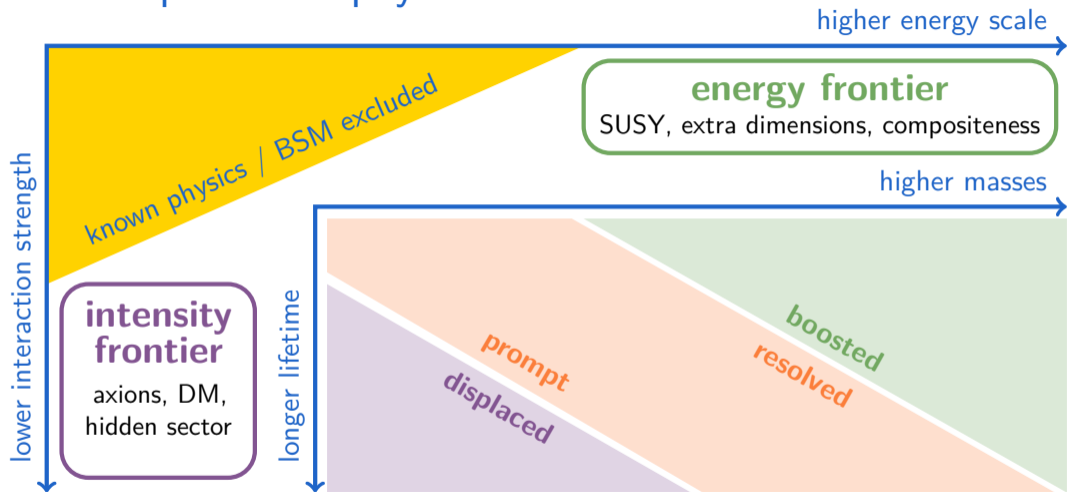 higher energy scale
energy frontier
SUSY, extra dimensions, compositeness
known physics / BSM excluded
higher masses
lower interaction strength
intensity
frontier
axions, DM,
hidden sector
longer lifetime
boosted
resolved
prompt
displaced